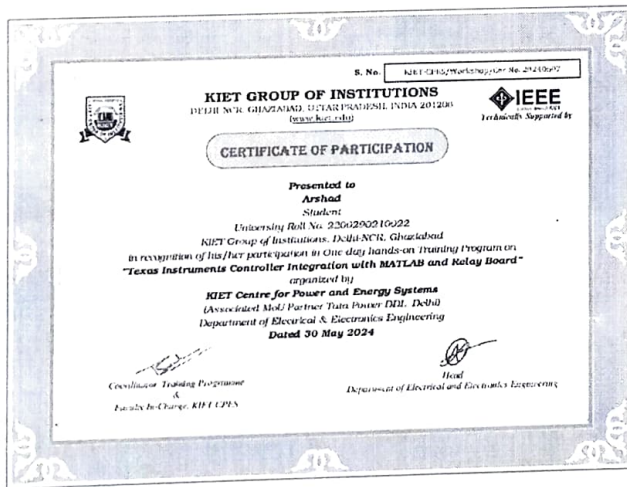 S. No.
KIET GROUP OF INSTITUTIONS
DELHI NCR, GHAZIABAD, UTTAR PRADESH, INDIA 201206
(www.kiet.edu)
IEEE
Technically Supported by
CERTIFICATE OF PARTICIPATION
Presented to
Arshad
Student
University Roll No.
KIET Group of Institutions, Delhi-NCR, Ghaziabad
in recognition of his/her participation in One day hands-on Training Program on
"Texas Instruments Controller Integration with MATLAB and Relay Board"
organized by
KIET Centre for Power and Energy Systems
(Associated MoU Partner Tata Power DDL, Delhi)
Department of Electrical & Electronics Engineering
Dated 30 May 2024
Coordinator Training Programme
&
Faculty In-Charge, KIET CPES
Head
Department of Electrical and Electronics Engineering